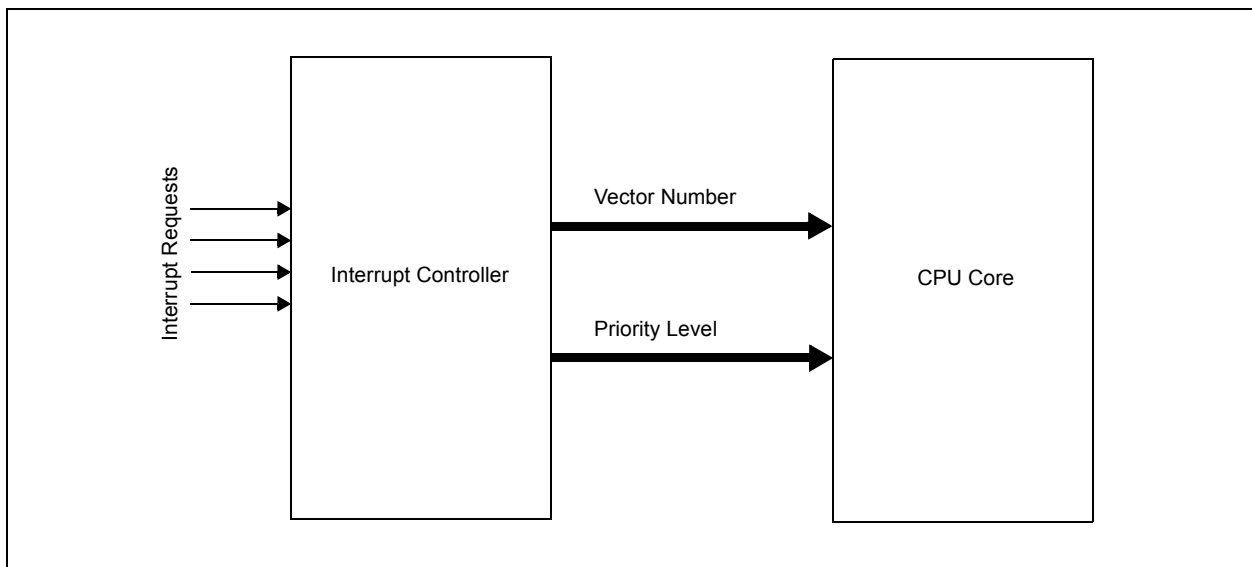 Interrupt Requests
Interrupt Controller
Vector Number
Priority Level
CPU Core